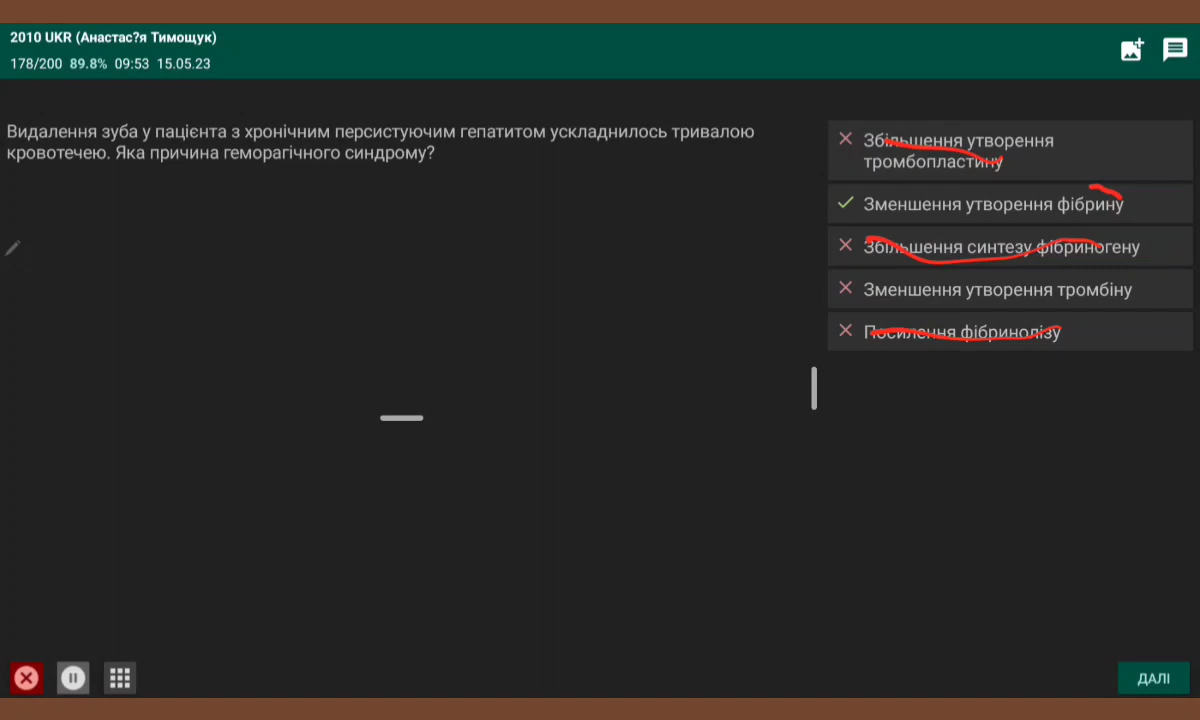 2010 UKR (Анастас?я Тимощук)
178/200 89.8% 09:53 15.05.23
Видалення зуба у пацієнта з хронічним персистуючим гепатитом ускладнилось тривалою
кровотечею. Яка причина геморагічного синдрому?
Збільшення утворення
тромбопластину
Зменшення утворення фібрину
Збільшення синтезу фібриногену
Зменшення утворення тромбіну
Посилення фібринолізу
ДАЛІ